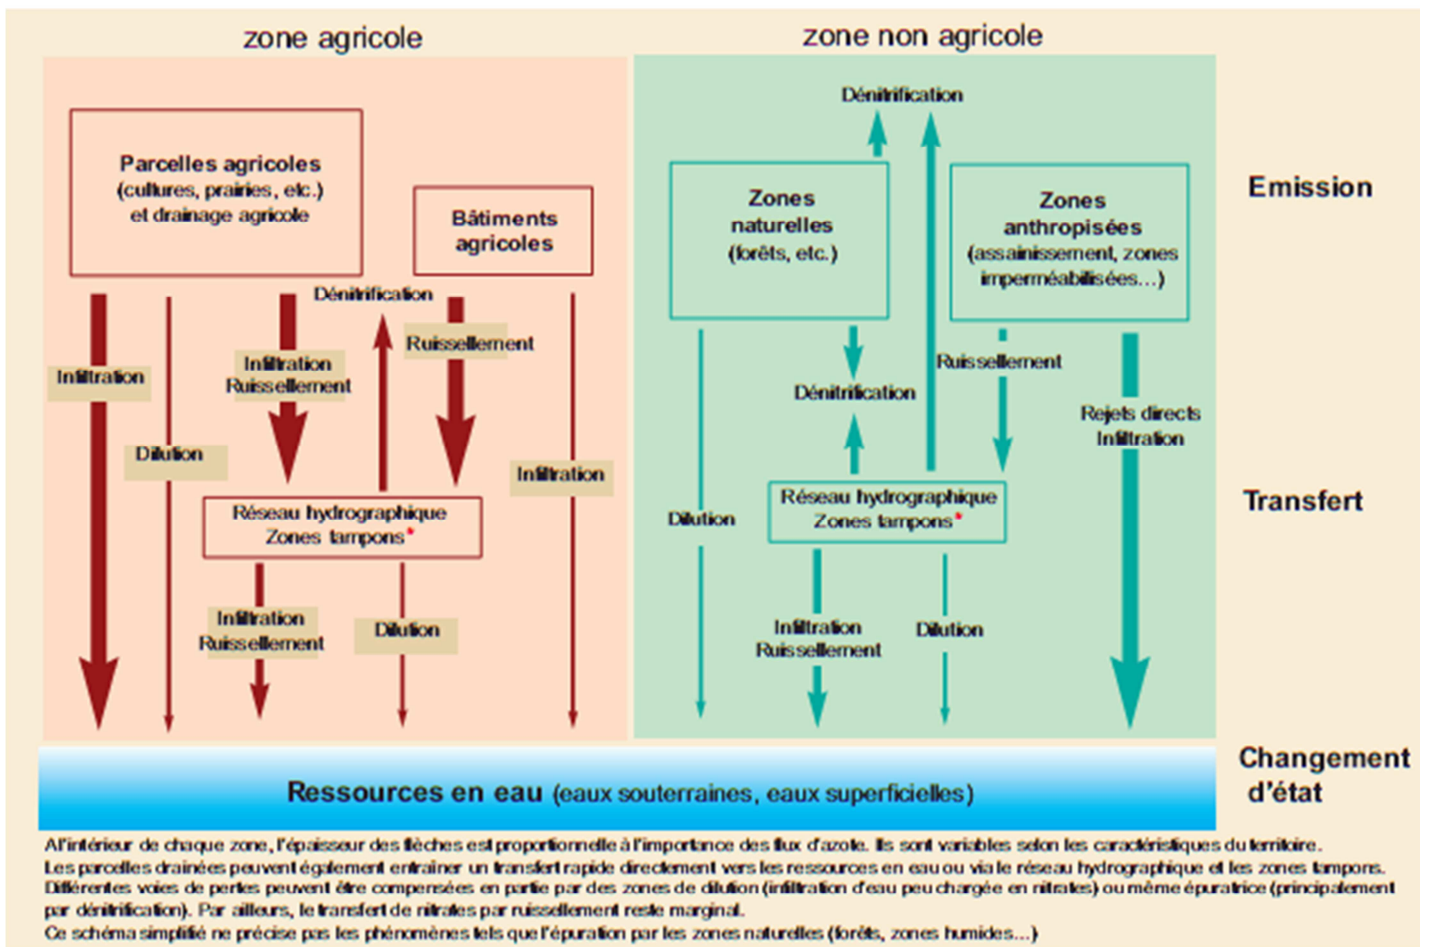 zone agricole
zone non agricole
Dénitrification
Parcelles agricoles
(cultures, prairies, etc.)
et drainage agricole
Bâtiments
agricoles
Zones
naturelles
(forêts, etc.)
Zones
anthropisées
(assainissement, zones
imperméabilisées...)
Emission
Dénitrification
Infiltration
Infiltration
Ruissellement
Ruissellement
Dilution
Infiltration
Ruissellement
Dénitrification
Rejets directs
Infiltration
Réseau hydrographique
Zones tampons*
Réseau hydrographique
Zones tampons*
Dilution
Transfert
Infiltration
Ruissellement
Dilution
Infiltration
Ruissellement
Dilution
Changement
d'état
Ressources en eau (eaux souterraines, eaux superficielles)
A l'intérieur de chaque zone, l'épaisseur des flèches est proportionnelle à l'importance des flux d'azote. Ils sont variables selon les caractéristiques du territoire.
Les parcelles drainées peuvent également entraîner un transfert rapide directement vers les ressources en eau ou via le réseau hydrographique et les zones tampons.
Différentes voies de pertes peuvent être compensées en partie par des zones de dilution (infiltration d'eau peu chargée en nitrates) ou même épuratrice (principalement
par dénitrification). Par ailleurs, le transfert de nitrates par ruissellement reste marginal.
Ce schéma simplifié ne précise pas les phénomènes tels que l'épuration par les zones naturelles (forêts, zones humides...)